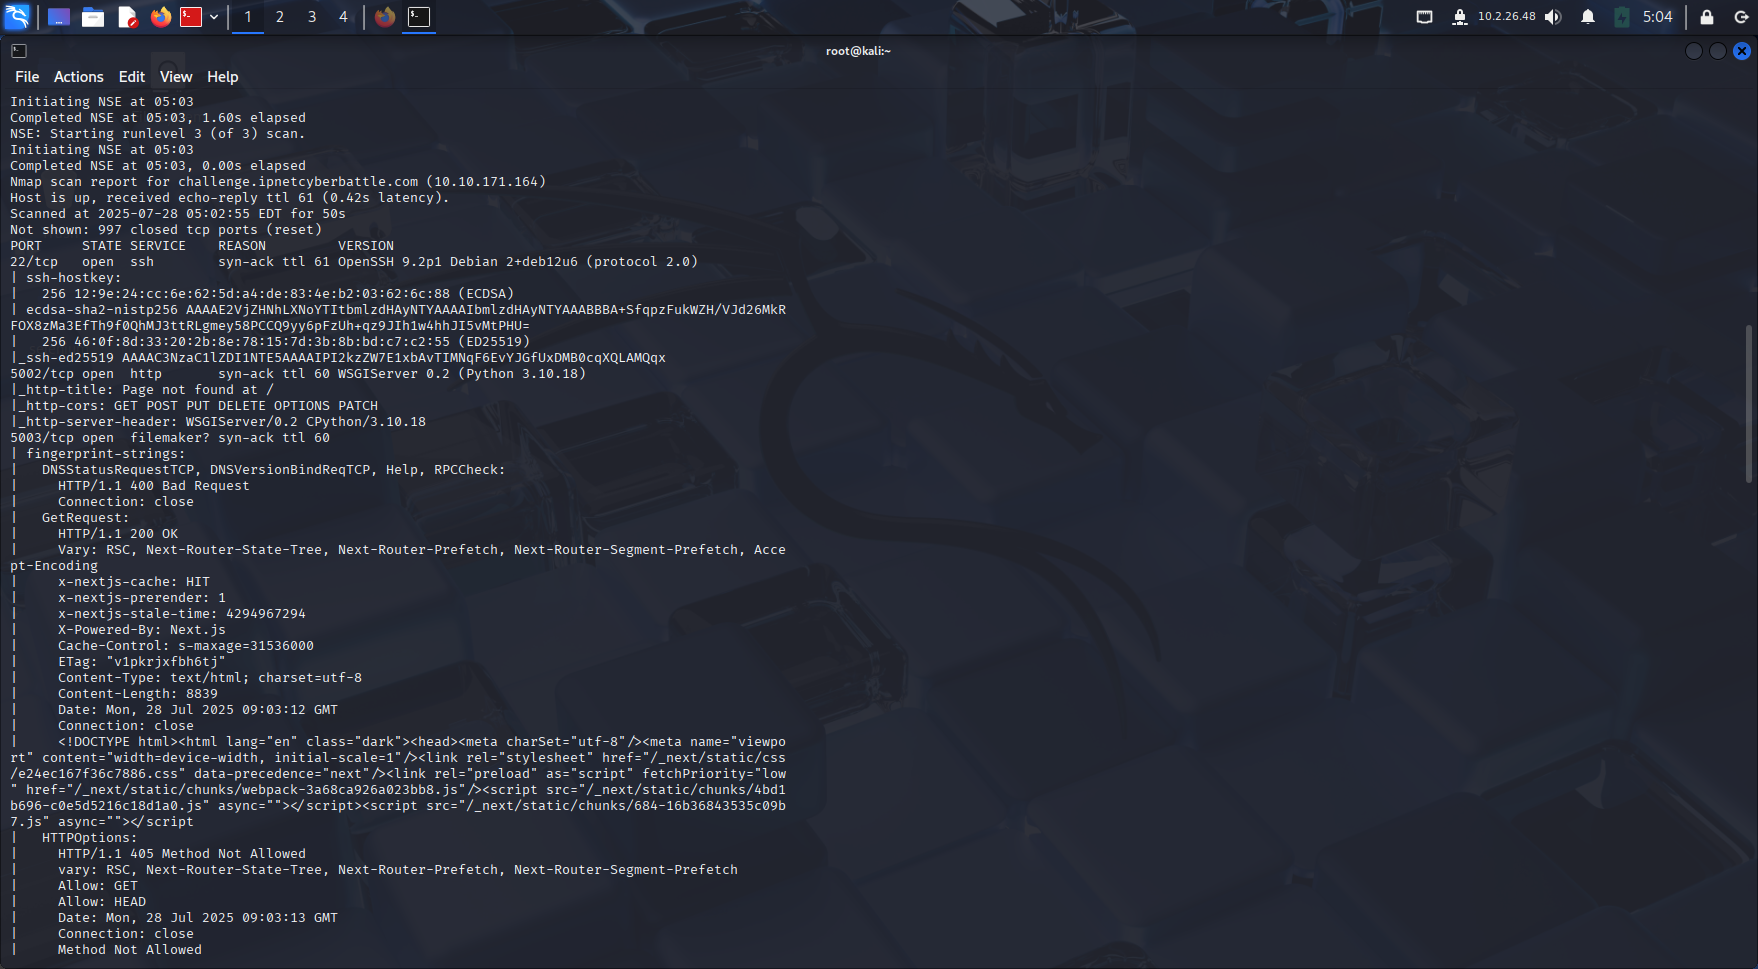 1 2 3 4 10.2.26.48 5:04
root@kali:~
File Actions Edit View Help
Initiating NSE at 05:03
Completed NSE at 05:03, 1.60s elapsed
NSE: Starting runlevel 3 (of 3) scan.
Initiating NSE at 05:03
Completed NSE at 05:03, 0.00s elapsed
Nmap scan report for challenge.ipnetcyberbattle.com (10.10.171.164)
Host is up, received echo-reply ttl 61 (0.42s latency).
Scanned at 2025-07-28 05:02:55 EDT for 50s
Not shown: 997 closed tcp ports (reset)
PORT     STATE SERVICE    REASON         VERSION
22/tcp   open  ssh        syn-ack ttl 61 OpenSSH 9.2p1 Debian 2+deb12u6 (protocol 2.0)
| ssh-hostkey:
|   256 12:9e:24:cc:6e:62:5d:a4:de:83:4e:b2:03:62:6c:88 (ECDSA)
| ecdsa-sha2-nistp256 AAAAE2VjZHNhLXNoYTItbmlzdHAyNTYAAAAIbmlzdHAyNTYAAABBBA+SfqpzFukWZH/VJd26MkR
FOX8zMa3EfTh9f0QhMJ3ttRLgmey58PCCQ9yy6pFzUh+qz9JIh1w4hhJI5vMtPHU=
|   256 46:0f:8d:33:20:2b:8e:78:15:7d:3b:8b:bd:c7:c2:55 (ED25519)
|_ssh-ed25519 AAAAC3NzaC1lZDI1NTE5AAAAIPI2kzZW7E1xbAvTIMNqF6EvYJGfUxDMB0cqXQLAMQqx
5002/tcp open  http       syn-ack ttl 60 WSGIServer 0.2 (Python 3.10.18)
|_http-title: Page not found at /
|_http-cors: GET POST PUT DELETE OPTIONS PATCH
|_http-server-header: WSGIServer/0.2 CPython/3.10.18
5003/tcp open  filemaker? syn-ack ttl 60
| fingerprint-strings:
|   DNSStatusRequestTCP, DNSVersionBindReqTCP, Help, RPCCheck:
|     HTTP/1.1 400 Bad Request
|     Connection: close
|   GetRequest:
|     HTTP/1.1 200 OK
|     Vary: RSC, Next-Router-State-Tree, Next-Router-Prefetch, Next-Router-Segment-Prefetch, Acce
pt-Encoding
|     x-nextjs-cache: HIT
|     x-nextjs-prerender: 1
|     x-nextjs-stale-time: 4294967294
|     X-Powered-By: Next.js
|     Cache-Control: s-maxage=31536000
|     ETag: "v1pkrjxfbh6tj"
|     Content-Type: text/html; charset=utf-8
|     Content-Length: 8839
|     Date: Mon, 28 Jul 2025 09:03:12 GMT
|     Connection: close
|     <!DOCTYPE html><html lang="en" class="dark"><head><meta charSet="utf-8"/><meta name="viewpo
rt" content="width=device-width, initial-scale=1"/><link rel="stylesheet" href="/_next/static/css
/e24ec167f36c7886.css" data-precedence="next"/><link rel="preload" as="script" fetchPriority="low
" href="/_next/static/chunks/webpack-3a68ca926a023bb8.js"/><script src="/_next/static/chunks/4bd1
b696-c0e5d5216c18d1a0.js" async=""></script><script src="/_next/static/chunks/684-16b36843535c09b
7.js" async=""></script
|   HTTPOptions:
|     HTTP/1.1 405 Method Not Allowed
|     vary: RSC, Next-Router-State-Tree, Next-Router-Prefetch, Next-Router-Segment-Prefetch
|     Allow: GET
|     Allow: HEAD
|     Date: Mon, 28 Jul 2025 09:03:13 GMT
|     Connection: close
|     Method Not Allowed